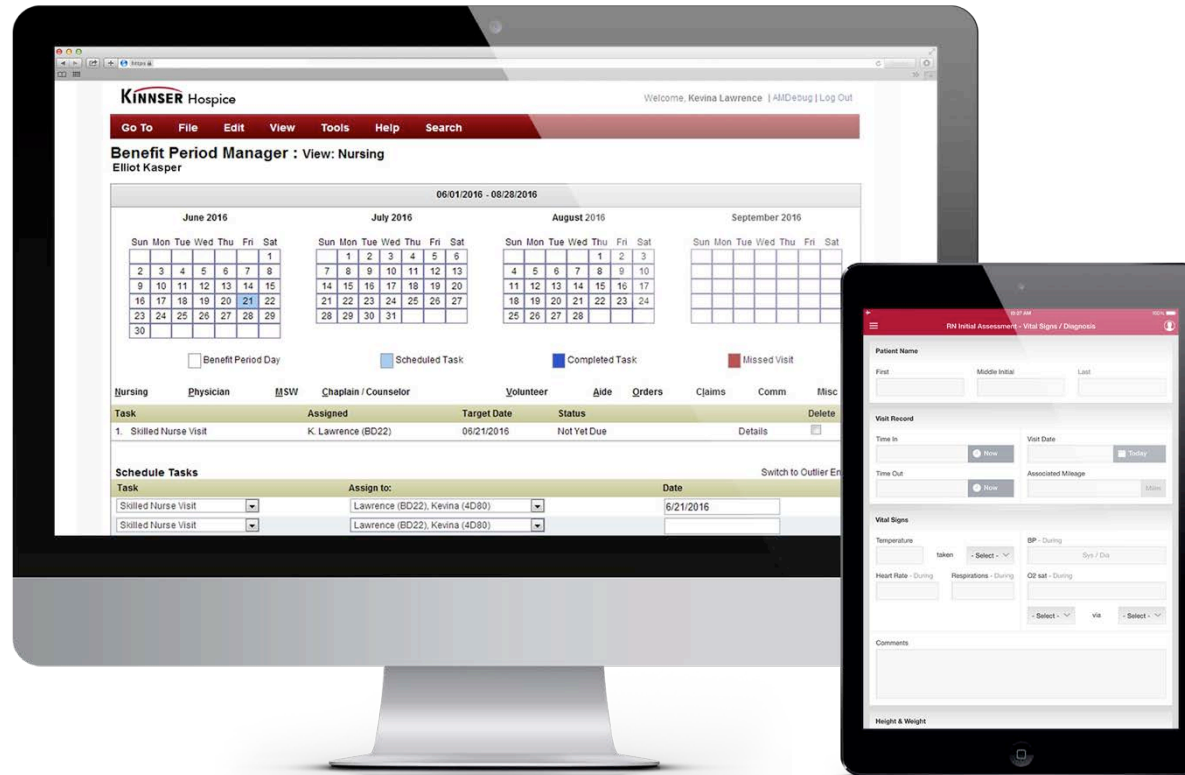 https
KINNSER Hospice
Welcome, Kevina Lawrence | AMDebug | Log Out
Go To File Edit View Tools Help Search
Benefit Period Manager : View: Nursing
Elliot Kasper
06/01/2016 - 08/28/2016
June 2016 July 2016 August 2016 September 2016
Sun Mon Tue Wed Thu Fri Sat Sun Mon Tue Wed Thu Fri Sat Sun Mon Tue Wed Thu Fri Sat Sun Mon Tue Wed Thu Fri Sat
1 1 2 3 4 5 6 1 2 3
2 3 4 5 6 7 8 7 8 9 10 11 12 13 4 5 6 7 8 9 10
9 10 11 12 13 14 15 14 15 16 17 18 19 20 11 12 13 14 15 16 17
16 17 18 19 20 21 22 21 22 23 24 25 26 27 18 19 20 21 22 23 24
23 24 25 26 27 28 29 28 29 30 31 25 26 27 28
30
Benefit Period Day Scheduled Task Completed Task Missed Visit
Nursing Physician MSW Chaplain / Counselor Volunteer Aide Orders Claims Comm Misc
Task Assigned Target Date Status Delete
1. Skilled Nurse Visit K. Lawrence (BD22) 06/21/2016 Not Yet Due Details
Schedule Tasks Switch to Outlier En
Task Assign to: Date
Skilled Nurse Visit Lawrence (BD22), Kevina (4D80) 6/21/2016
Skilled Nurse Visit Lawrence (BD22), Kevina (4D80)
10:27 AM 100%
RN Initial Assessment - Vital Signs / Diagnosis
Patient Name
First Middle Initial Last
Visit Record
Time In Visit Date
Now Today
Time Out Associated Mileage
Now Miles
Vital Signs
Temperature BP - During
taken - Select - Sys / Dia
Heart Rate - During Respirations - During O2 sat - During
- Select - via - Select -
Comments
Height & Weight